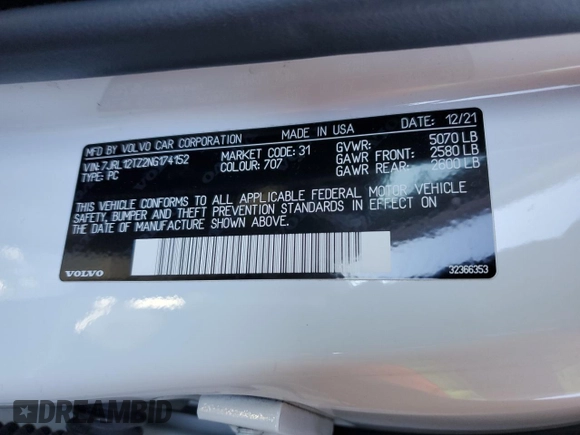 MFD BY VOLVO CAR CORPORATION MADE IN USA 12/21
VIN: 7JRL12TZ2NG174152 MARKET CODE: 31 GVWR: 5070 LB
TYPE: PC COLOUR: 707 GAWR FRONT: 2580 LB
GAWR REAR: 2600 LB
THIS VEHICLE CONFORMS TO ALL APPLICABLE FEDERAL MOTOR VEHICLE
SAFETY, BUMPER AND THEFT PREVENTION STANDARDS IN EFFECT ON
THE DATE OF MANUFACTURE SHOWN ABOVE.
VOLVO 32366353
DREAMBID